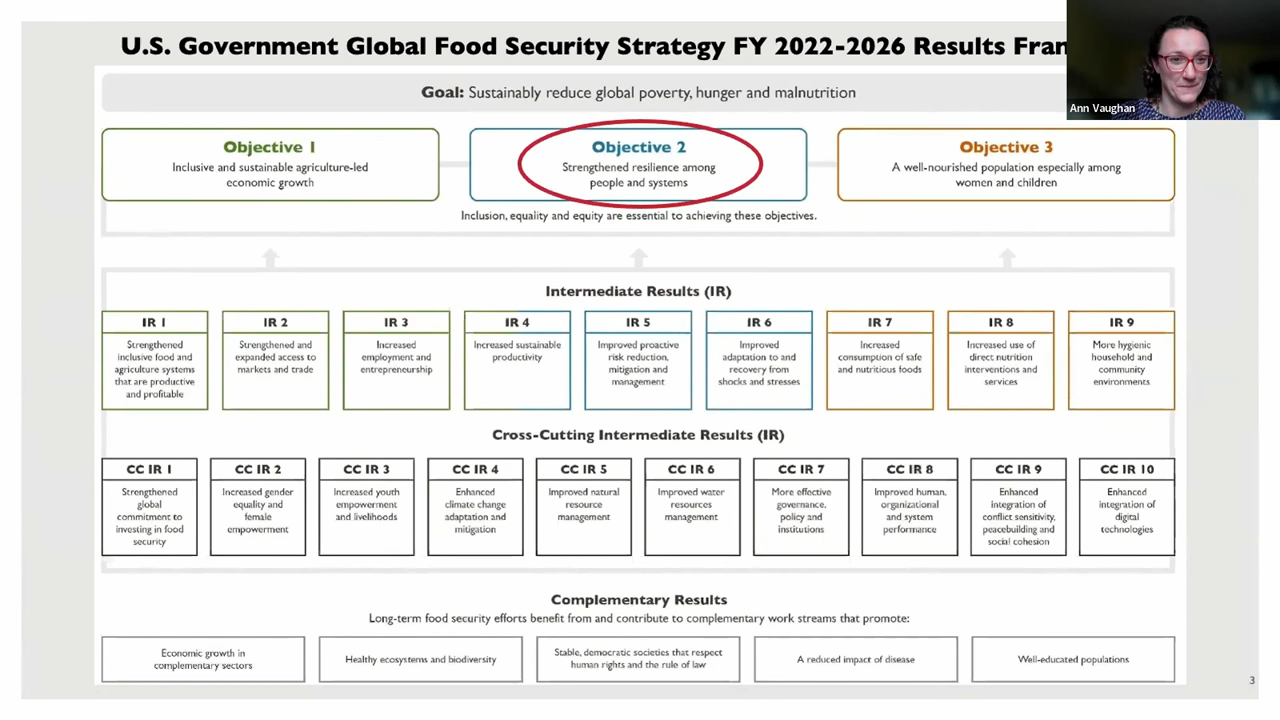 U.S. Government Global Food Security Strategy FY 2022-2026 Results Fram
Ann Vaughan
Goal: Sustainably reduce global poverty, hunger and malnutrition
Objective 1
Inclusive and sustainable agriculture-led
economic growth
Objective 2
Strengthened resilience among
people and systems
Objective 3
A well-nourished population especially among
women and children
Inclusion, equality and equity are essential to achieving these objectives.
Intermediate Results (IR)
IR 1
Strengthened
inclusive food and
agriculture systems
that are productive
and profitable
IR 2
Strengthened and
expanded access to
markets and trade
IR 3
Increased
employment and
entrepreneurship
IR 4
Increased sustainable
productivity
IR 5
Improved proactive
risk reduction,
mitigation and
management
IR 6
Improved
adaptation to and
recovery from
shocks and stresses
IR 7
Increased
consumption of safe
and nutritious foods
IR 8
Increased use of
direct nutrition
interventions and
services
IR 9
More hygienic
household and
community
environments
Cross-Cutting Intermediate Results (IR)
CC IR 1
Strengthened
global
commitment to
investing in food
security
CC IR 2
Increased gender
equality and
female
empowerment
CC IR 3
Increased youth
empowerment
and livelihoods
CC IR 4
Enhanced
climate change
adaptation and
mitigation
CC IR 5
Improved natural
resource
management
CC IR 6
Improved water
resources
management
CC IR 7
More effective
governance,
policy and
institutions
CC IR 8
Improved human,
organizational
and system
performance
CC IR 9
Enhanced
integration of
conflict sensitivity,
peacebuilding and
social cohesion
CC IR 10
Enhanced
integration of
digital
technologies
Complementary Results
Long-term food security efforts benefit from and contribute to complementary work streams that promote:
Economic growth in
complementary sectors
Healthy ecosystems and biodiversity
Stable, democratic societies that respect
human rights and the rule of law
A reduced impact of disease
Well-educated populations
3